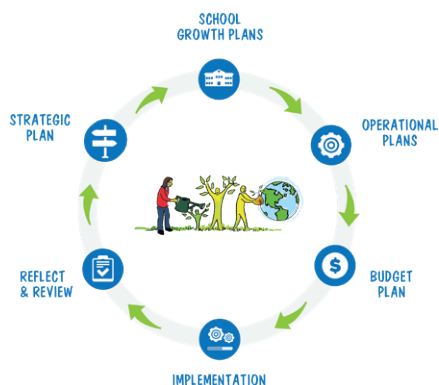 SCHOOL
GROWTH PLANS
OPERATIONAL
PLANS
BUDGET
PLAN
IMPLEMENTATION
REFLECT
& REVIEW
STRATEGIC
PLAN
$